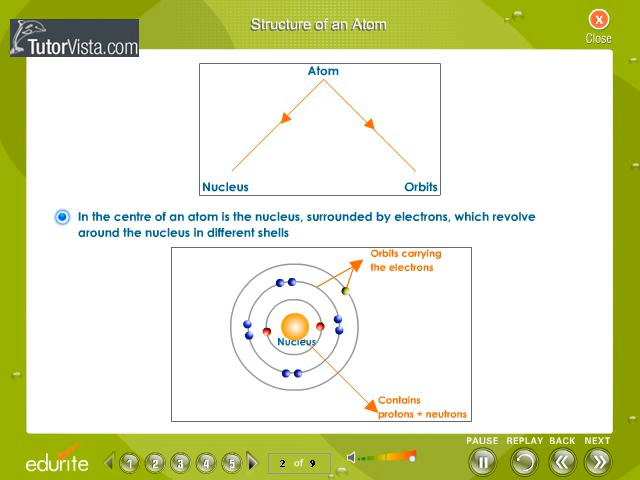 Structure of an Atom
X
Close
TutorVista.com
Atom
Nucleus
Orbits
In the centre of an atom is the nucleus, surrounded by electrons, which revolve
around the nucleus in different shells
Orbits carrying
the electrons
Nucleus
Contains
protons + neutrons
PAUSE REPLAY BACK NEXT
edurite
1 2 3 4 5
2 of 9